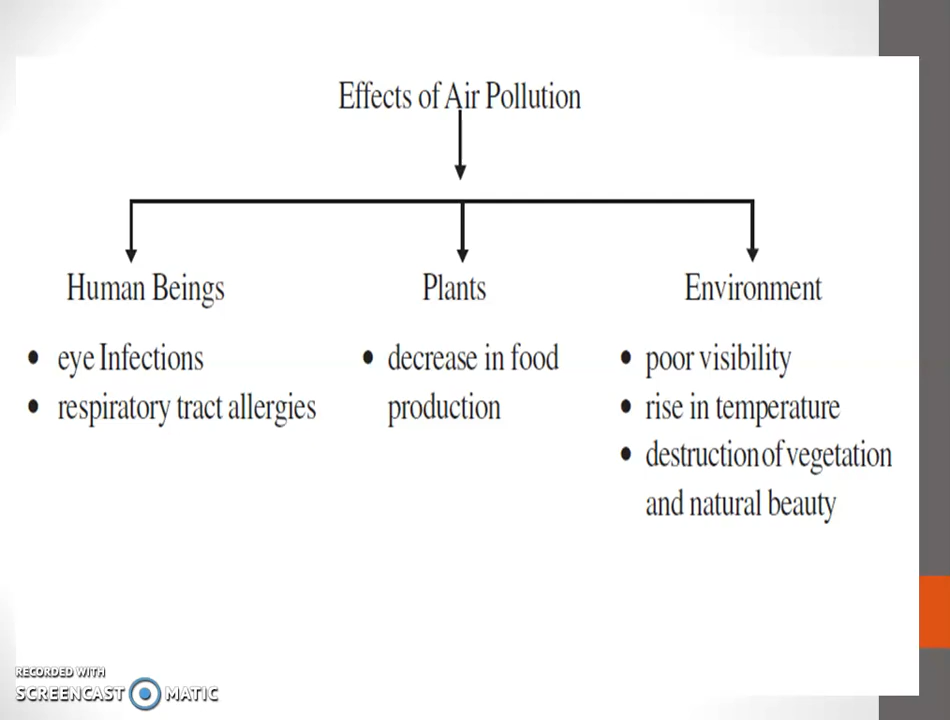 Effects of Air Pollution
Human Beings
• eye Infections
• respiratory tract allergies
Plants
• decrease in food
production
Environment
• poor visibility
• rise in temperature
• destruction of vegetation
and natural beauty
RECORDED WITH
SCREENCAST MATIC